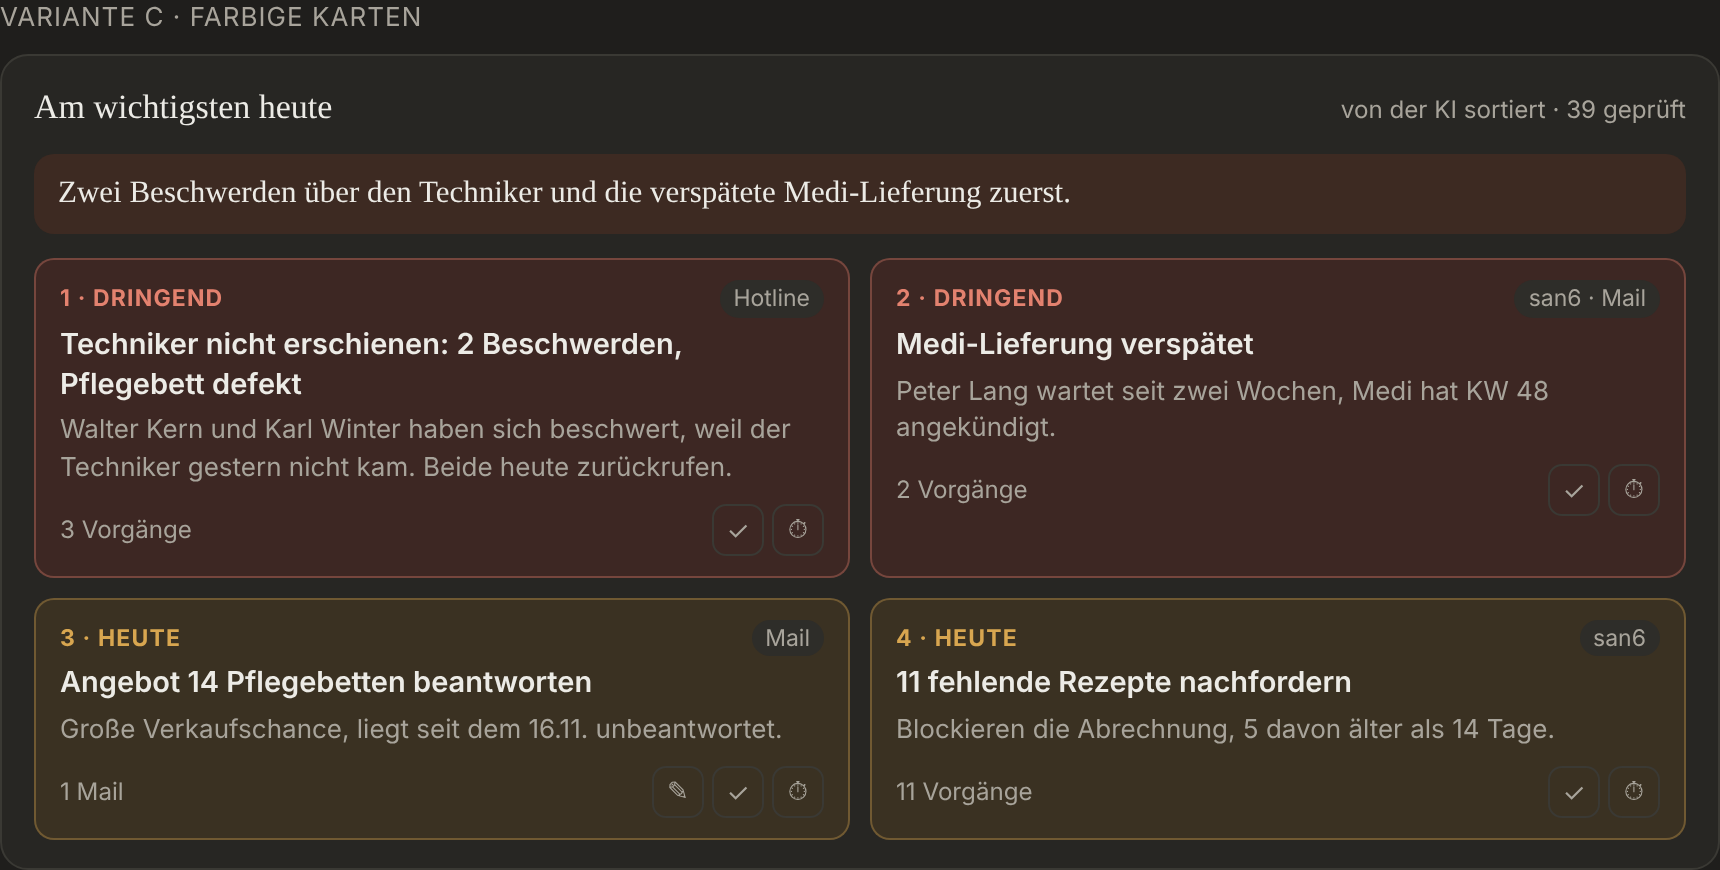 VARIANTE C · FARBIGE KARTEN
Am wichtigsten heute
von der KI sortiert · 39 geprüft
Zwei Beschwerden über den Techniker und die verspätete Medi-Lieferung zuerst.
1 · DRINGEND
Hotline
Techniker nicht erschienen: 2 Beschwerden,
Pflegebett defekt
Walter Kern und Karl Winter haben sich beschwert, weil der
Techniker gestern nicht kam. Beide heute zurückrufen.
3 Vorgänge
2 · DRINGEND
san6 · Mail
Medi-Lieferung verspätet
Peter Lang wartet seit zwei Wochen, Medi hat KW 48
angekündigt.
2 Vorgänge
3 · HEUTE
Mail
Angebot 14 Pflegebetten beantworten
Große Verkaufschance, liegt seit dem 16.11. unbeantwortet.
1 Mail
4 · HEUTE
san6
11 fehlende Rezepte nachfordern
Blockieren die Abrechnung, 5 davon älter als 14 Tage.
11 Vorgänge